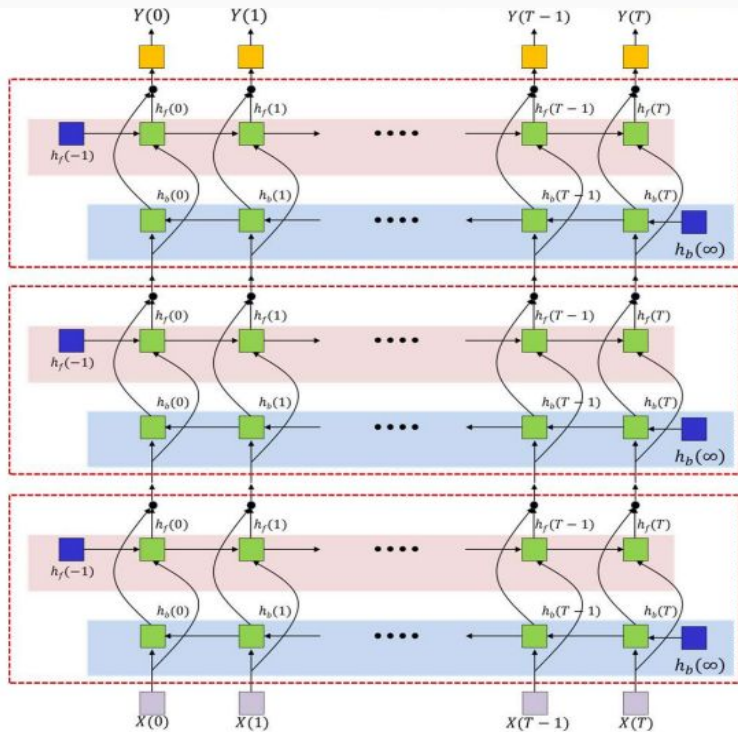 Y(0) Y(1) Y(T−1) Y(T)
h_f(0) h_f(1) h_f(T−1) h_f(T)
h_f(−1)
h_b(0) h_b(1) h_b(T−1) h_b(T)
h_b(∞)
h_f(0) h_f(1) h_f(T−1) h_f(T)
h_f(−1)
h_b(0) h_b(1) h_b(T−1) h_b(T)
h_b(∞)
h_f(0) h_f(1) h_f(T−1) h_f(T)
h_f(−1)
h_b(0) h_b(1) h_b(T−1) h_b(T)
h_b(∞)
X(0) X(1) X(T−1) X(T)